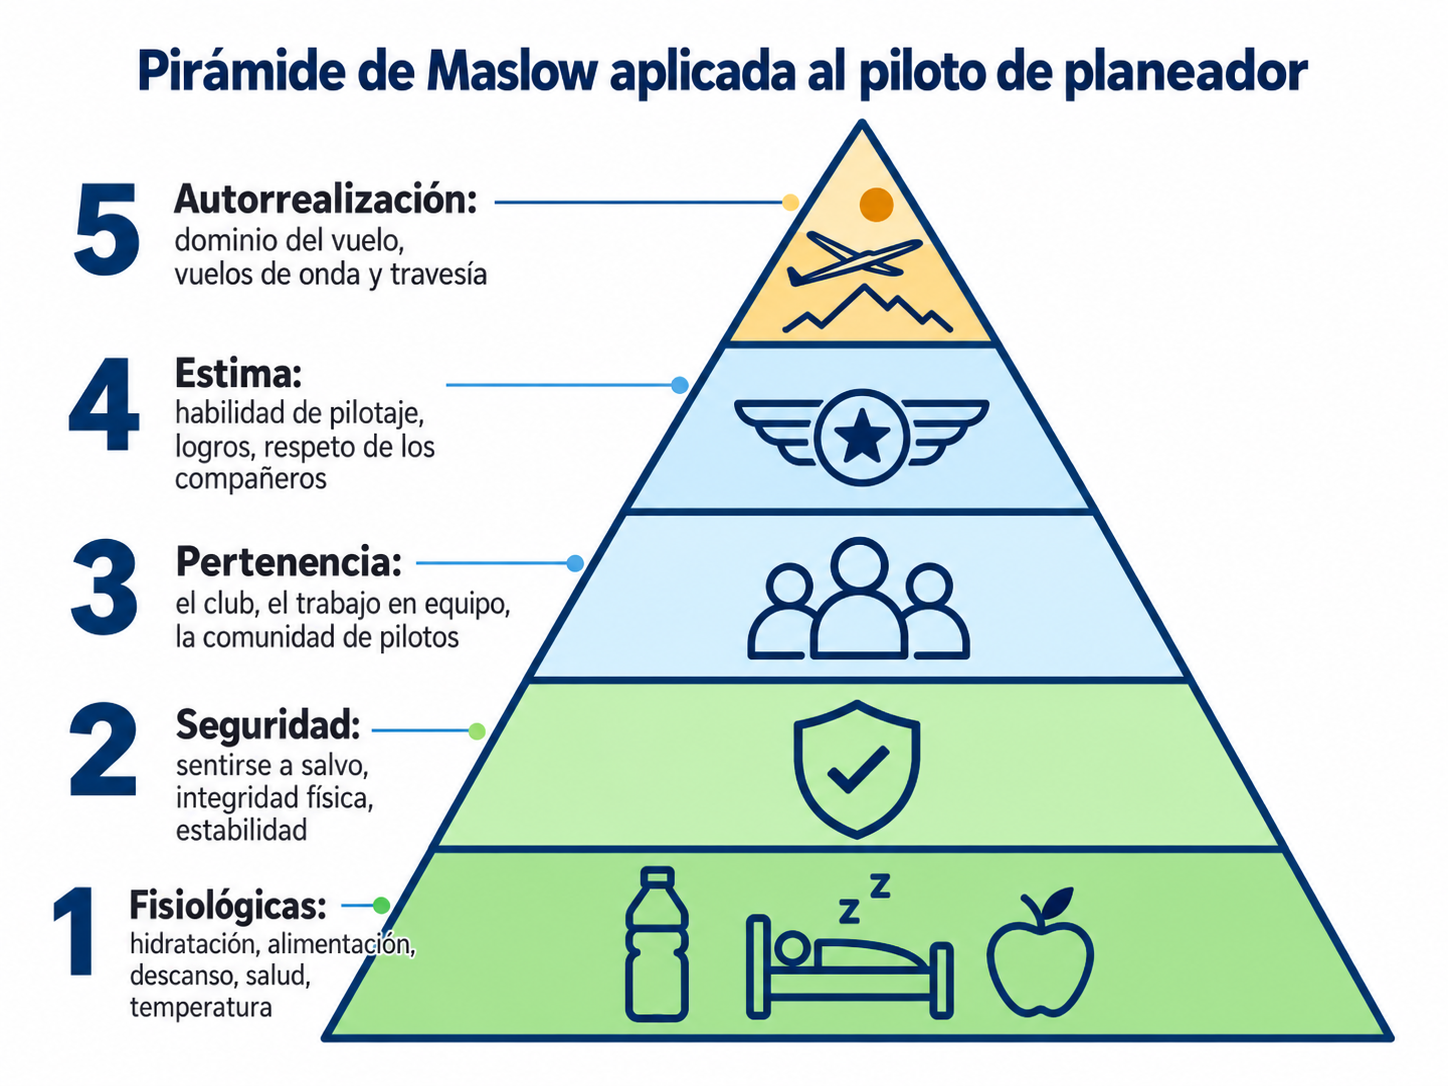 Pirámide de Maslow aplicada al piloto de planeador
5
Autorrealización:
dominio del vuelo,
vuelos de onda y travesía
4
Estima:
habilidad de pilotaje,
logros, respeto de los
compañeros
3
Pertenencia:
el club, el trabajo en equipo,
la comunidad de pilotos
2
Seguridad:
sentirse a salvo,
integridad física,
estabilidad
1
Fisiológicas:
hidratación, alimentación,
descanso, salud,
temperatura
z
z